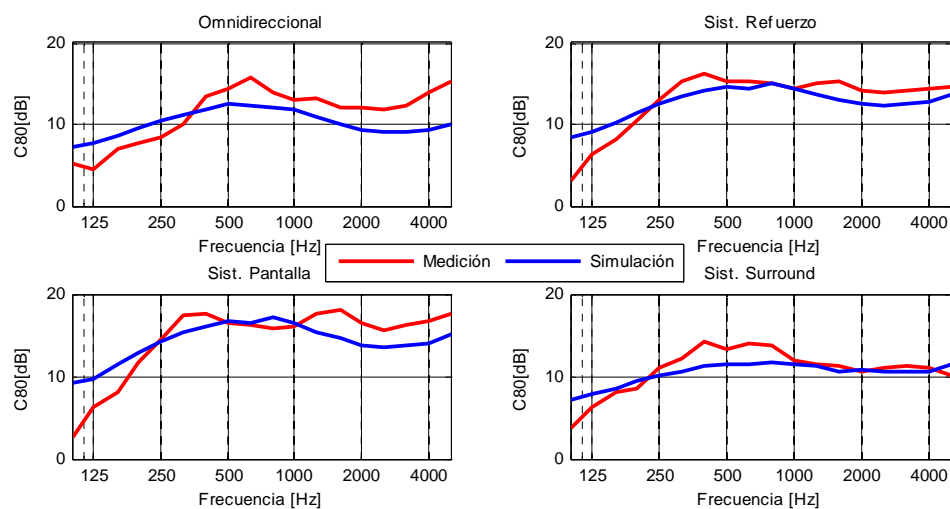 Omnidireccional
20
10
0
C80[dB]
125 250 500 1000 2000 4000
Frecuencia [Hz]
Sist. Refuerzo
20
10
0
C80[dB]
125 250 500 1000 2000 4000
Frecuencia [Hz]
Medición Simulación
Sist. Pantalla
20
10
0
C80[dB]
125 250 500 1000 2000 4000
Frecuencia [Hz]
Sist. Surround
20
10
0
C80[dB]
125 250 500 1000 2000 4000
Frecuencia [Hz]